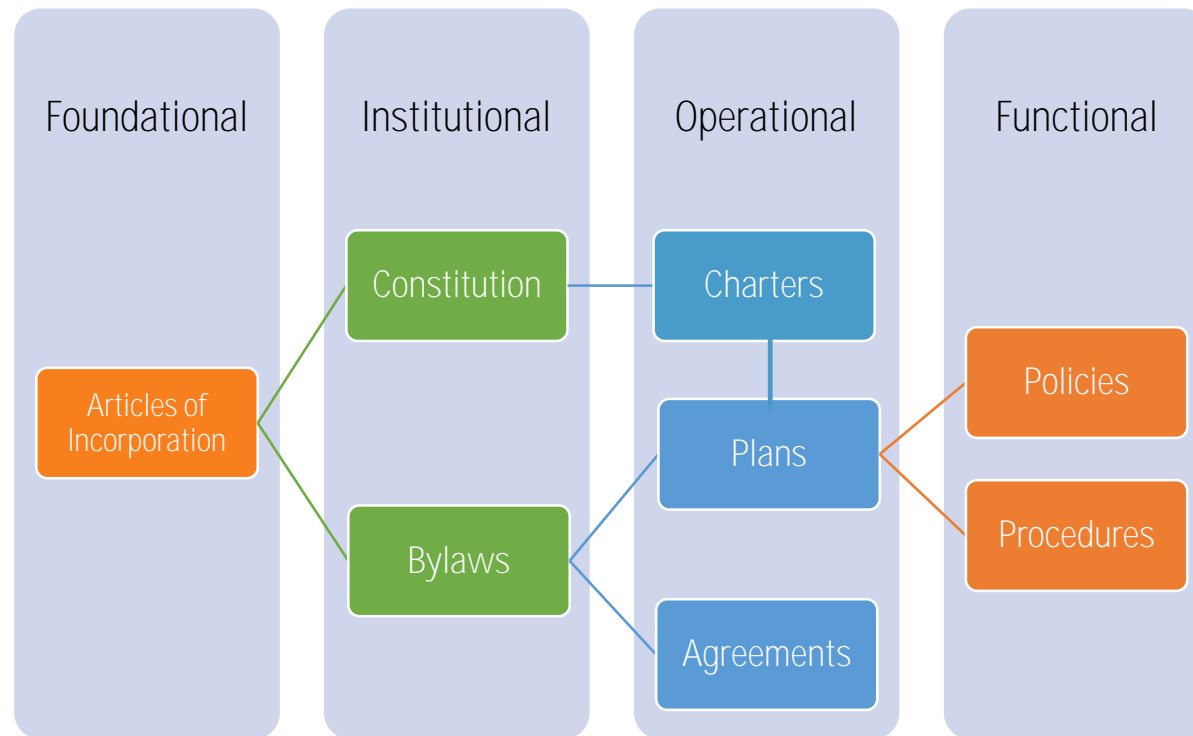 Foundational
Institutional
Operational
Functional
Constitution
Charters
Policies
Articles of
Incorporation
Plans
Procedures
Bylaws
Agreements